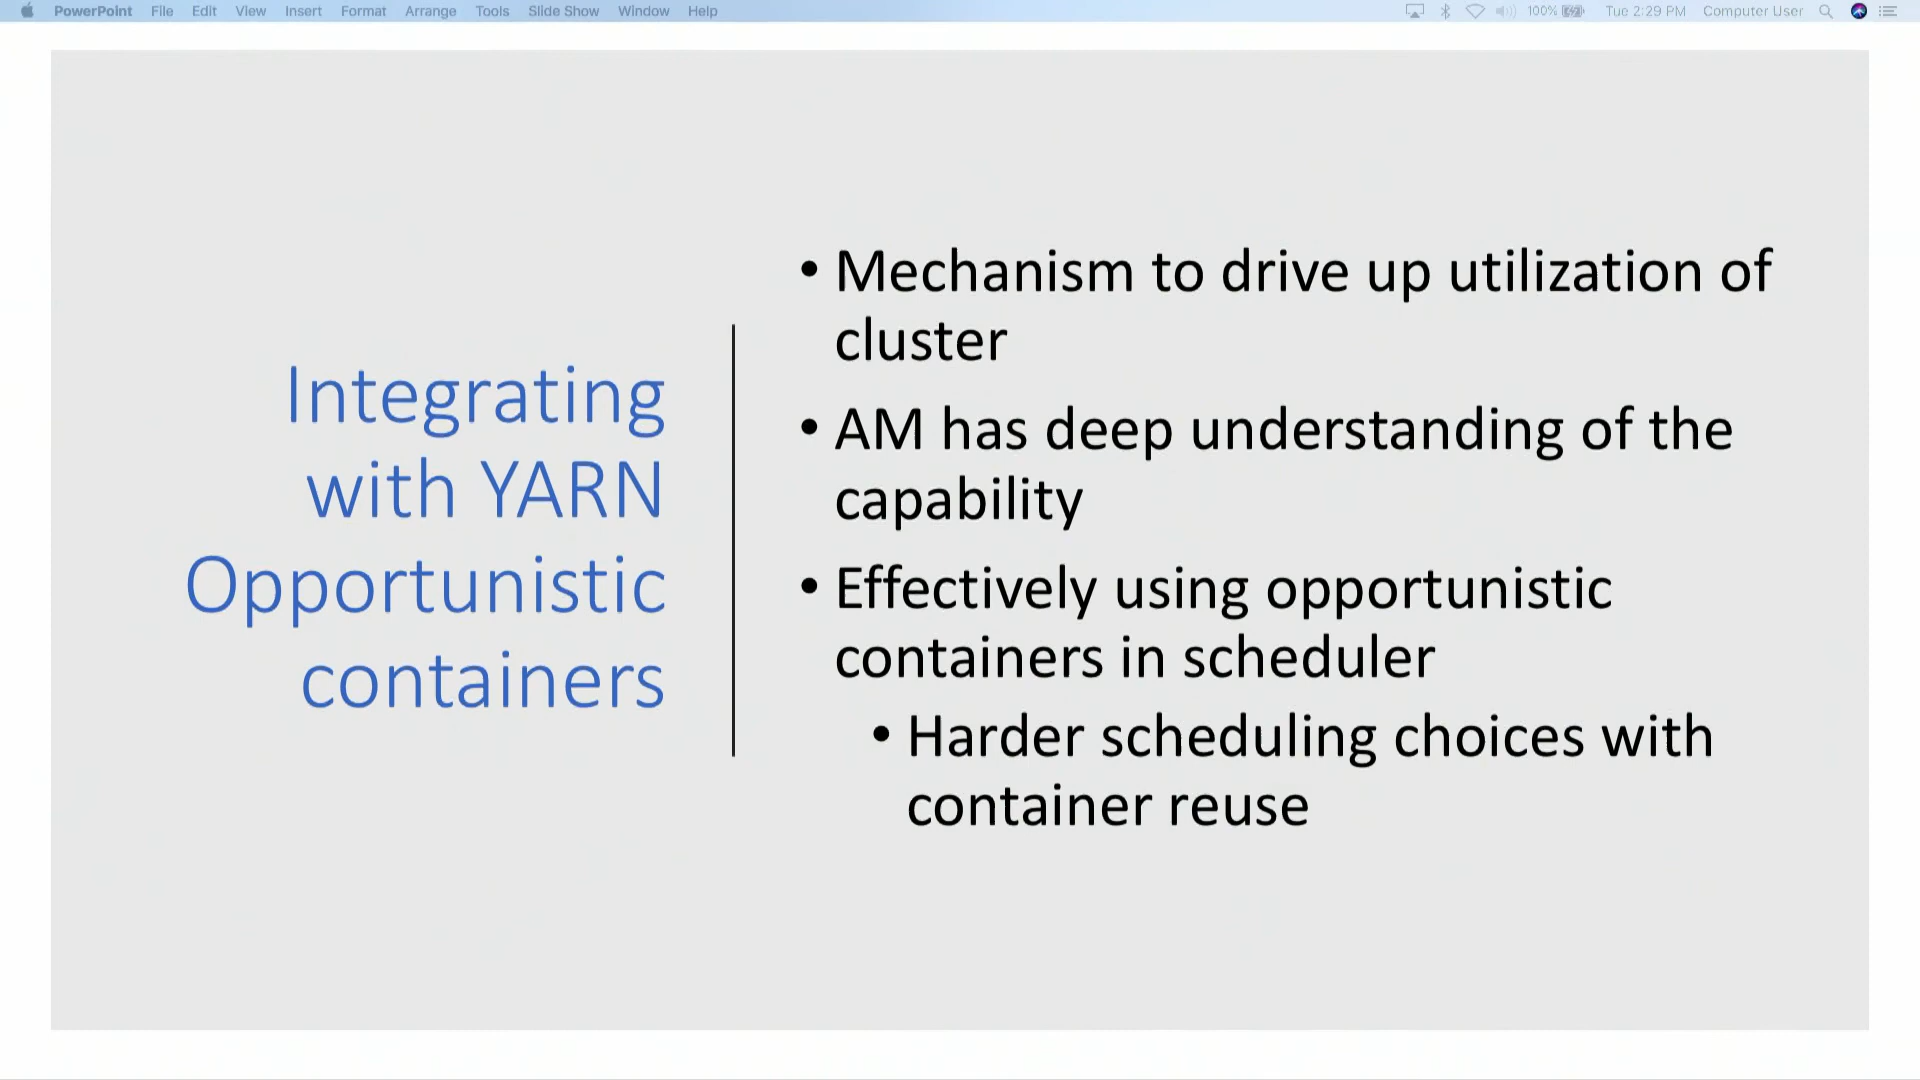 PowerPoint File Edit View Insert Format Arrange Tools Slide Show Window Help 100% Tue 2:29 PM Computer User
Integrating
with YARN
Opportunistic
containers
• Mechanism to drive up utilization of
cluster
• AM has deep understanding of the
capability
• Effectively using opportunistic
containers in scheduler
• Harder scheduling choices with
container reuse